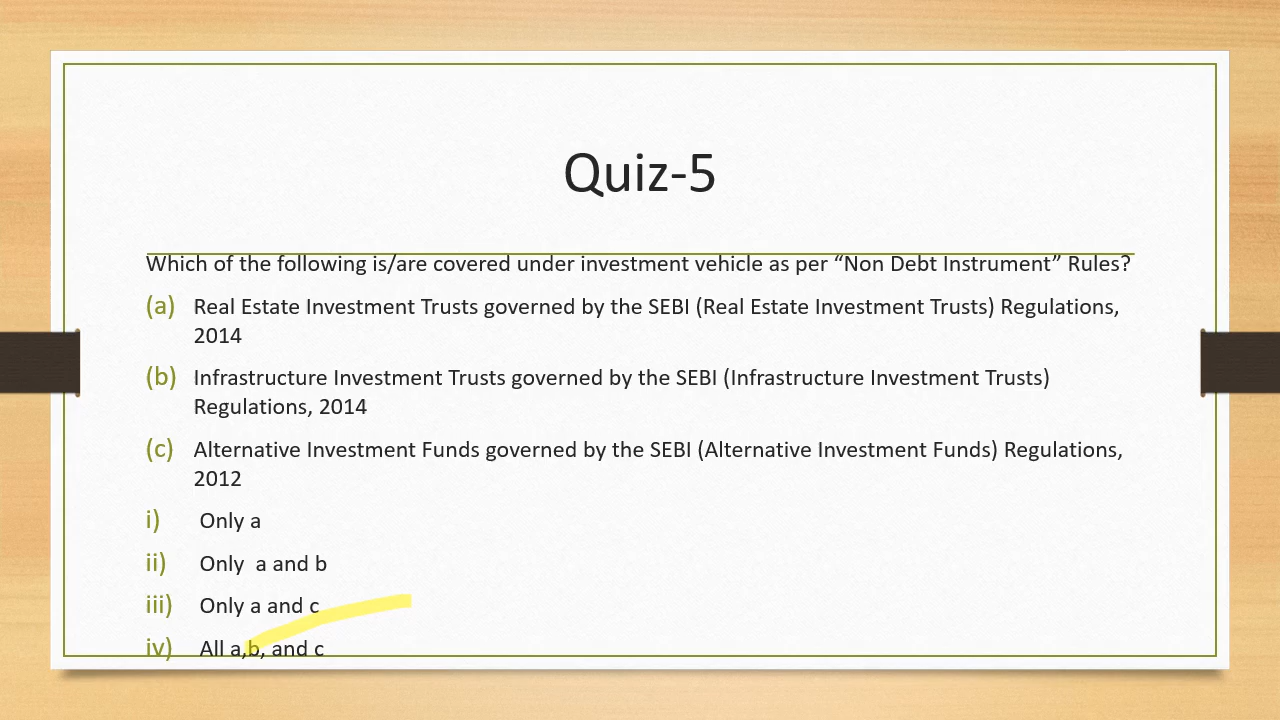 Quiz-5
Which of the following is/are covered under investment vehicle as per “Non Debt Instrument” Rules?
(a) Real Estate Investment Trusts governed by the SEBI (Real Estate Investment Trusts) Regulations,
2014
(b) Infrastructure Investment Trusts governed by the SEBI (Infrastructure Investment Trusts)
Regulations, 2014
(c) Alternative Investment Funds governed by the SEBI (Alternative Investment Funds) Regulations,
2012
i) Only a
ii) Only a and b
iii) Only a and c
iv) All a,b, and c